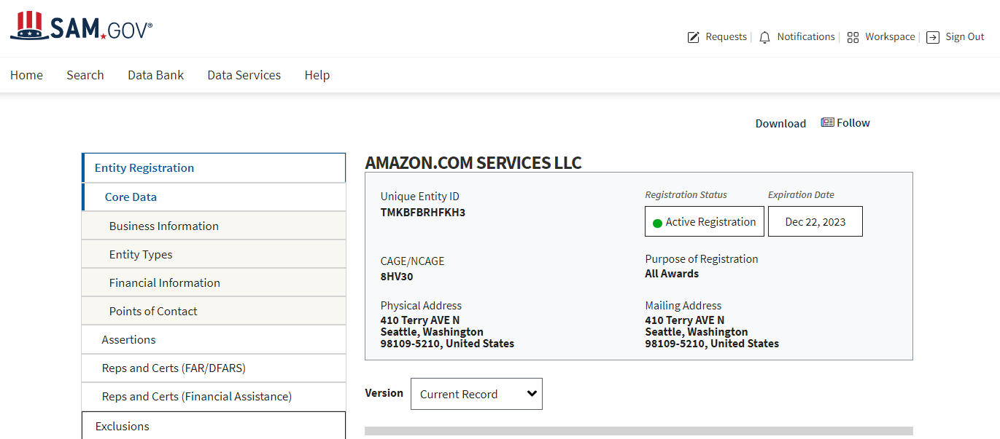 SAM.GOV®
Requests | Notifications | Workspace | Sign Out
Home Search Data Bank Data Services Help
Download Follow
Entity Registration
Core Data
Business Information
Entity Types
Financial Information
Points of Contact
Assertions
Reps and Certs (FAR/DFARS)
Reps and Certs (Financial Assistance)
Exclusions
AMAZON.COM SERVICES LLC
Unique Entity ID
TMKBFBRHFKH3
Registration Status
Active Registration
Expiration Date
Dec 22, 2023
CAGE/NCAGE
8HV30
Purpose of Registration
All Awards
Physical Address
410 Terry AVE N
Seattle, Washington
98109-5210, United States
Mailing Address
410 Terry AVE N
Seattle, Washington
98109-5210, United States
Version Current Record